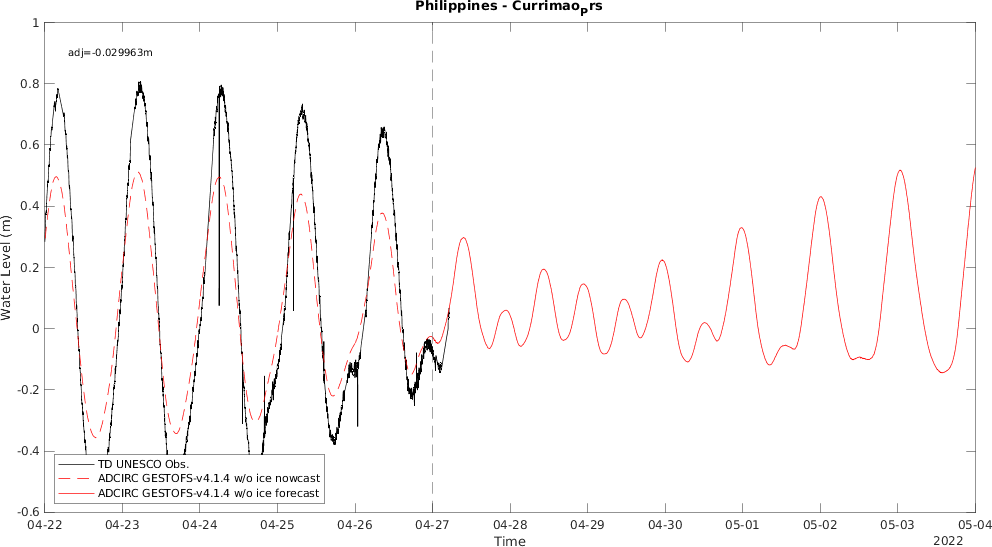 Philippines - Currimaoprs
adj=-0.029963m
Water Level (m)
1
0.8
0.6
0.4
0.2
0
-0.2
-0.4
-0.6
TD UNESCO Obs.
ADCIRC GESTOFS-v4.1.4 w/o ice nowcast
ADCIRC GESTOFS-v4.1.4 w/o ice forecast
04-22 04-23 04-24 04-25 04-26 04-27 04-28 04-29 04-30 05-01 05-02 05-03 05-04
Time
2022